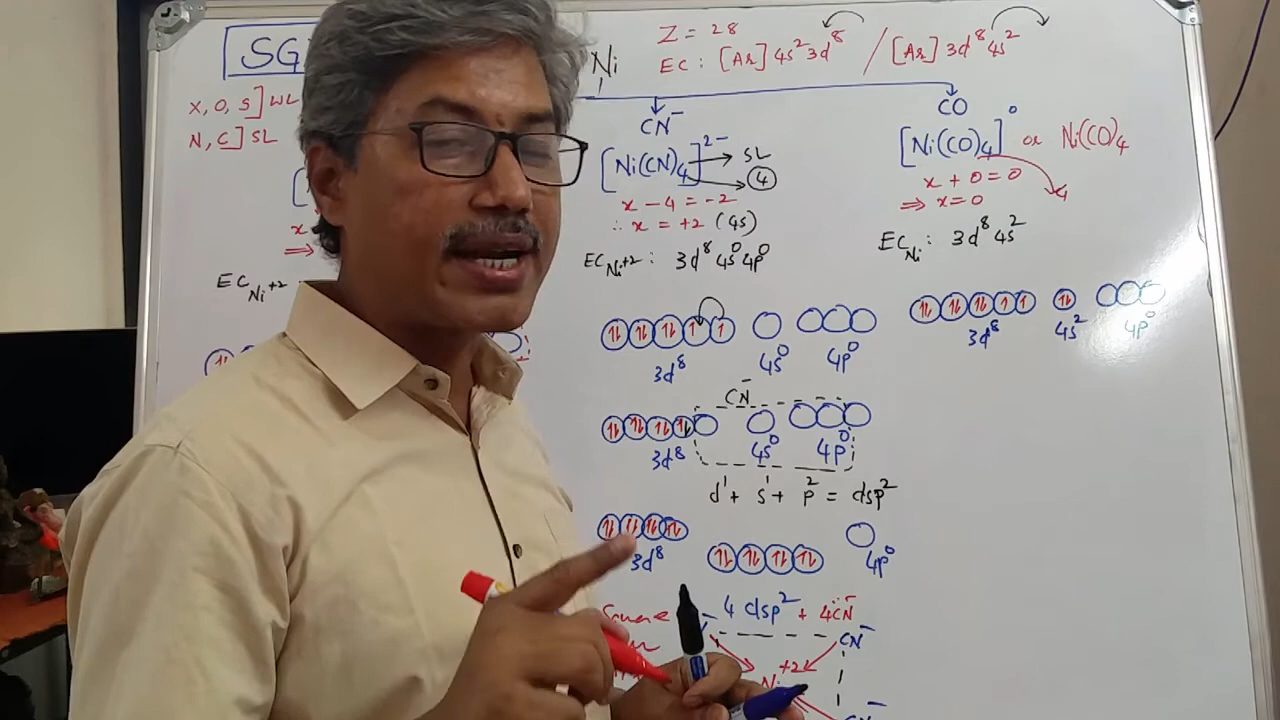 SG
Ni
Z = 28
EC : [Ar] 4s² 3d⁸ / [Ar] 3d⁸ 4s²
X, O, S] WL
N, C] SL
CN⁻
[Ni(CN)₄]²⁻ → SL
→ 4
x - 4 = -2
∴ x = +2 (4s)
EC Ni+2 : 3d⁸ 4s⁰ 4p⁰
CO
[Ni(CO)₄]⁰ or Ni(CO)₄
x + 0 = 0
4
⇒ x = 0
EC Ni : 3d⁸ 4s²
x
⇒
EC Ni+2 :
3d⁸ 4s⁰ 4p⁰
3d⁸ 4s² 4p⁰
CN⁻
3d⁸ 4s⁰ 4p⁰
d¹ + s¹ + p² = dsp²
3d⁸ 4p⁰
Square
4 dsp² + 4CN⁻
CN⁻
Ni+2
CN⁻